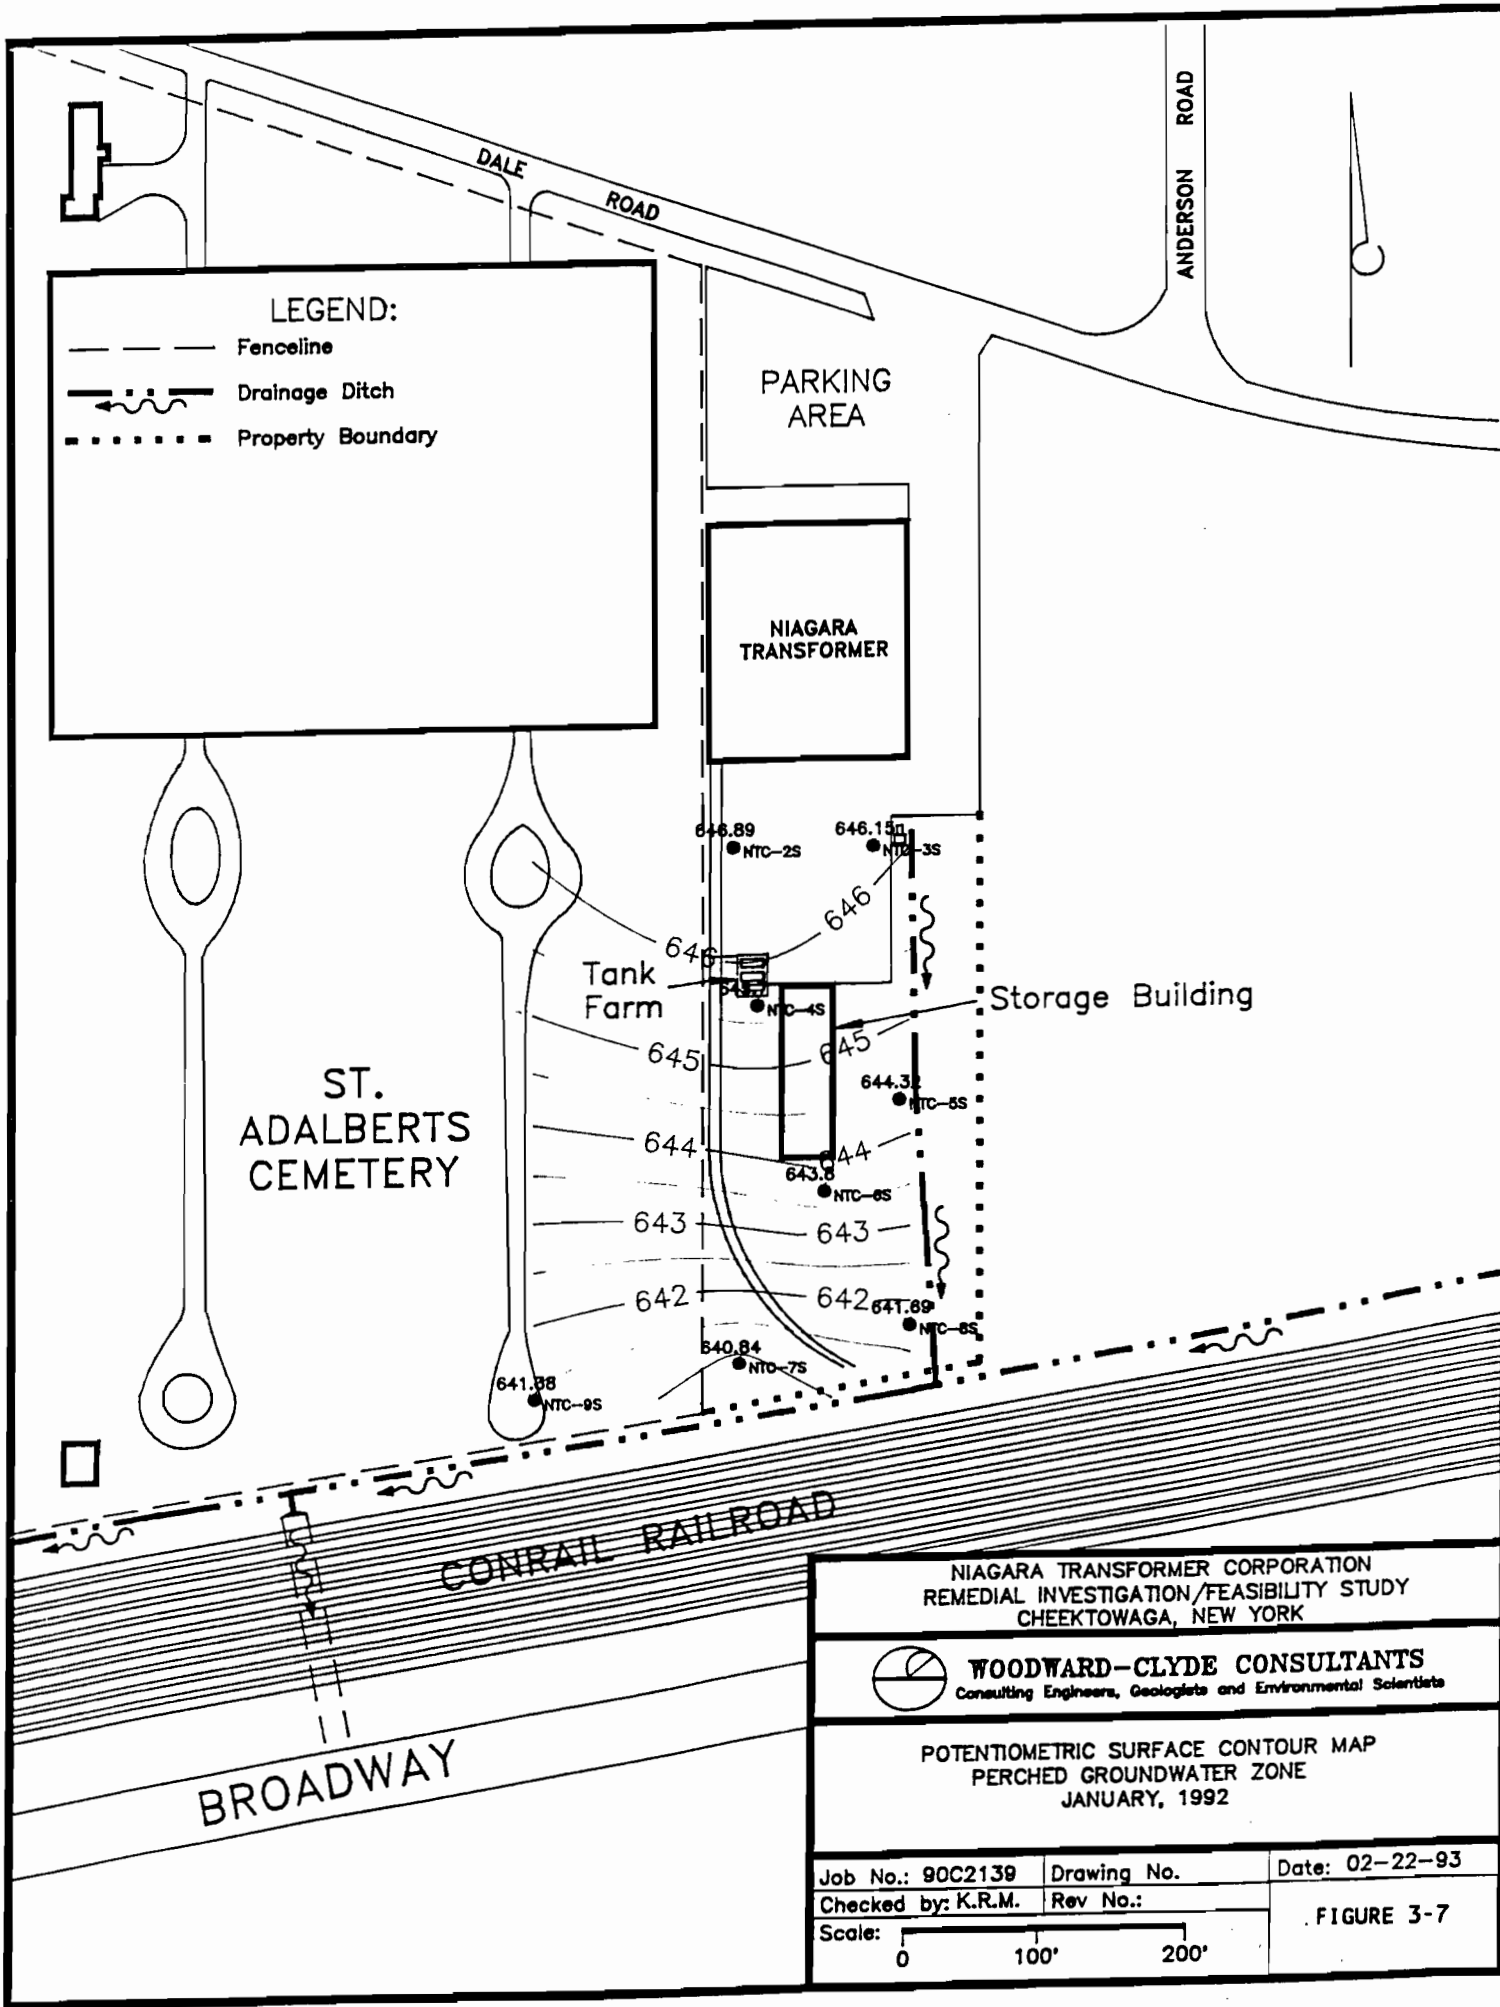 DALE
ROAD
ANDERSON ROAD
LEGEND:
Fenceline
Drainage Ditch
Property Boundary
PARKING
AREA
NIAGARA
TRANSFORMER
646.89
NTC-2S
646.15
NTC-3S
646
646
Tank
Farm
NTC-4S
Storage Building
645
645
644.32
NTC-5S
ST.
ADALBERTS
CEMETERY
644
644
643.8
NTC-6S
643
643
642
642
641.69
NTC-8S
640.84
NTC-7S
641.38
NTC-9S
CONRAIL RAILROAD
BROADWAY
NIAGARA TRANSFORMER CORPORATION
REMEDIAL INVESTIGATION/FEASIBILITY STUDY
CHEEKTOWAGA, NEW YORK
WOODWARD-CLYDE CONSULTANTS
Consulting Engineers, Geologists and Environmental Scientists
POTENTIOMETRIC SURFACE CONTOUR MAP
PERCHED GROUNDWATER ZONE
JANUARY, 1992
Job No.: 90C2139
Drawing No.
Date: 02-22-93
Checked by: K.R.M.
Rev No.:
FIGURE 3-7
Scale:
0 100' 200'